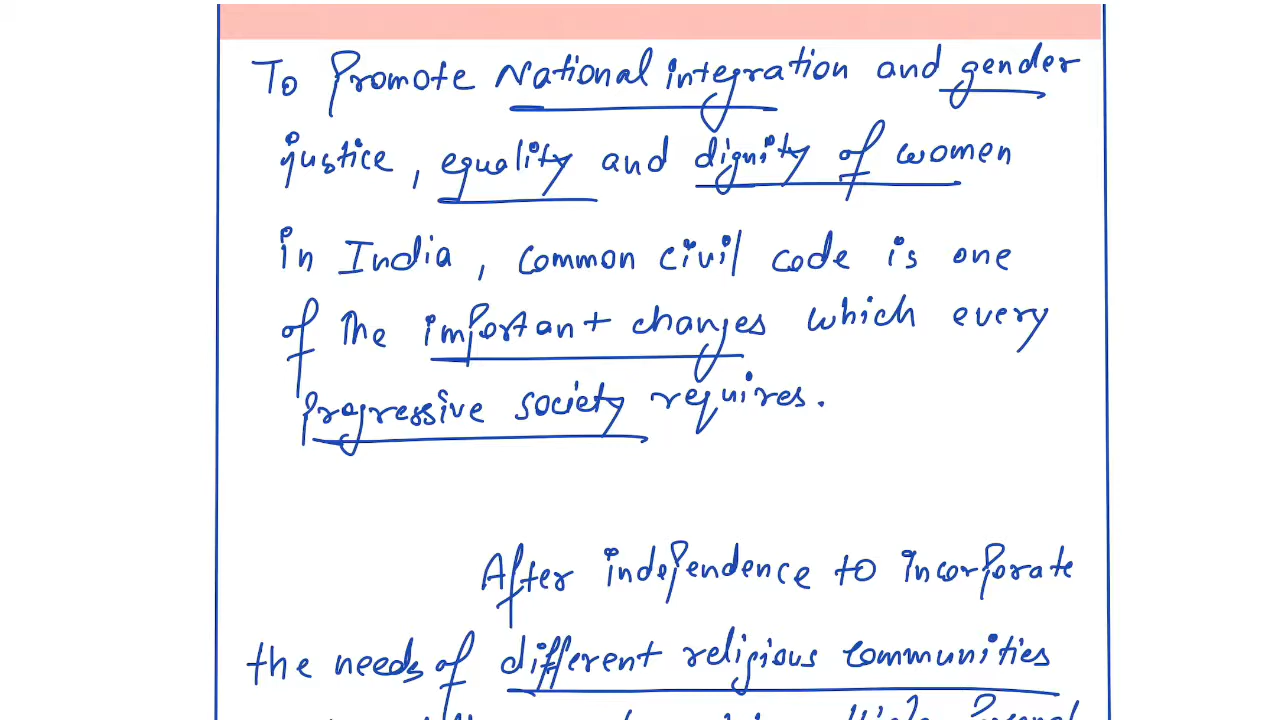 To Promote National integration and gender
justice, equality and dignity of women
in India, common civil code is one
of the important changes which every
progressive society requires.
After independence to incorporate
the needs of different religious communities